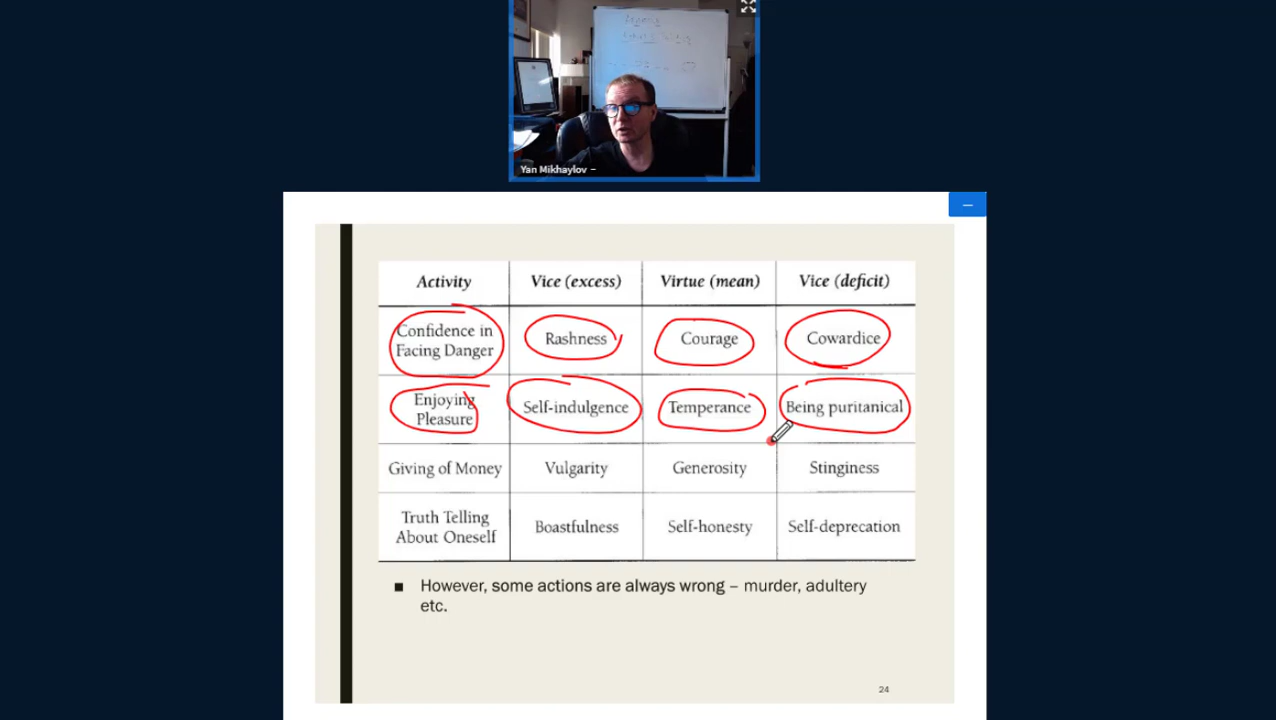 Yan Mikhaylov
Activity Vice (excess) Virtue (mean) Vice (deficit)
Confidence in
Facing Danger
Rashness Courage Cowardice
Enjoying
Pleasure
Self-indulgence Temperance Being puritanical
Giving of Money Vulgarity Generosity Stinginess
Truth Telling
About Oneself
Boastfulness Self-honesty Self-deprecation
■ However, some actions are always wrong – murder, adultery
etc.
24